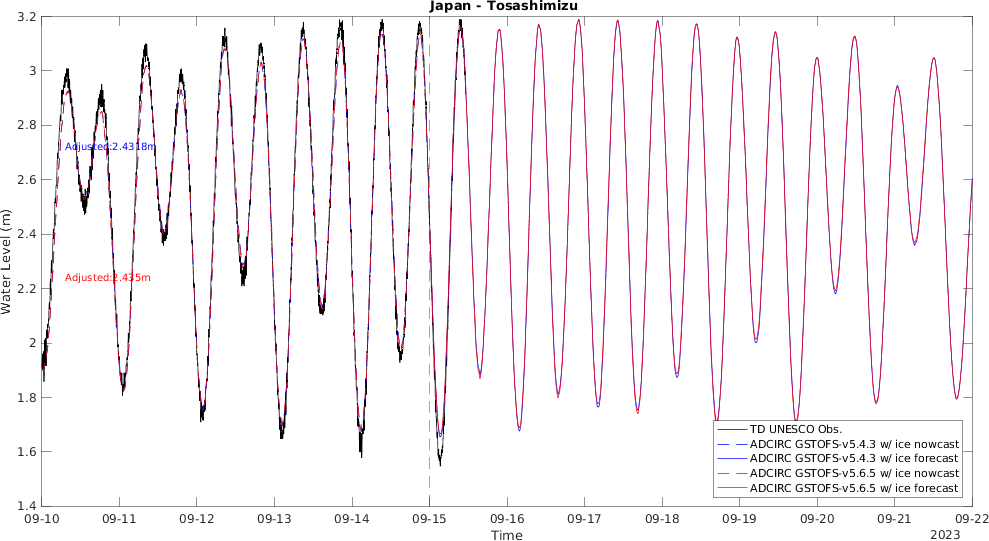 Japan - Tosashimizu
3.2
3
2.8
2.6
2.4
2.2
2
1.8
1.6
1.4
Water Level (m)
Adjusted:2.4318m
Adjusted:2.435m
TD UNESCO Obs.
ADCIRC GSTOFS-v5.4.3 w/ ice nowcast
ADCIRC GSTOFS-v5.4.3 w/ ice forecast
ADCIRC GSTOFS-v5.6.5 w/ ice nowcast
ADCIRC GSTOFS-v5.6.5 w/ ice forecast
09-10 09-11 09-12 09-13 09-14 09-15 09-16 09-17 09-18 09-19 09-20 09-21 09-22
Time
2023